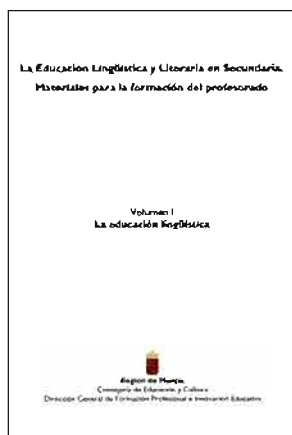 La Educación Lingüística y Literaria en Secundaria.
Materiales para la formación del profesorado
Volumen I
La educación lingüística
Región de Murcia
Consejería de Educación y Cultura
Dirección General de Formación Profesional e Innovación Educativa